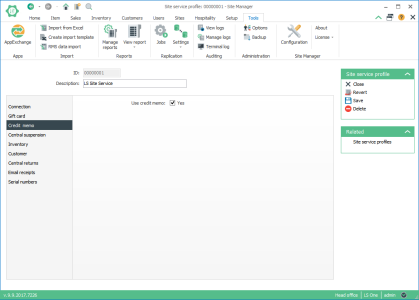 Site service profile: 00000001 - Site Manager
Home Item Sales Inventory Customers Users Sites Hospitality Setup Tools
AppExchange
Apps
Import from Excel
Create import template
RMS data import
Import
Manage reports
View report
Reports
Jobs
Settings
Replication
View logs
Manage logs
Terminal log
Auditing
Options
Backup
Administration
Configuration
About
License
Site Manager
ID: 00000001
Description: LS Site Service
Connection
Gift card
Credit memo
Central suspension
Inventory
Customer
Central returns
Email receipts
Serial numbers
Use credit memo: Yes
Site service profile
Close
Revert
Save
Delete
Related
Site service profiles
Head office LS One admin